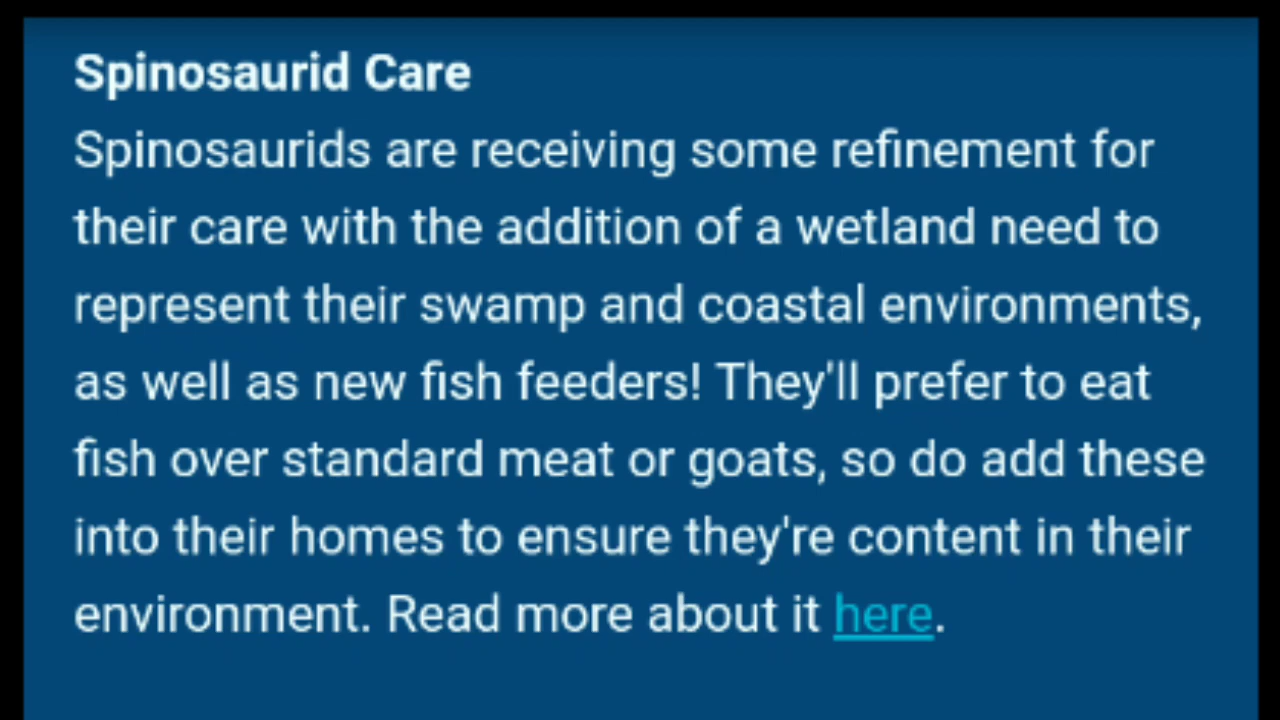 Spinosaurid Care
Spinosaurids are receiving some refinement for
their care with the addition of a wetland need to
represent their swamp and coastal environments,
as well as new fish feeders! They'll prefer to eat
fish over standard meat or goats, so do add these
into their homes to ensure they're content in their
environment. Read more about it here.